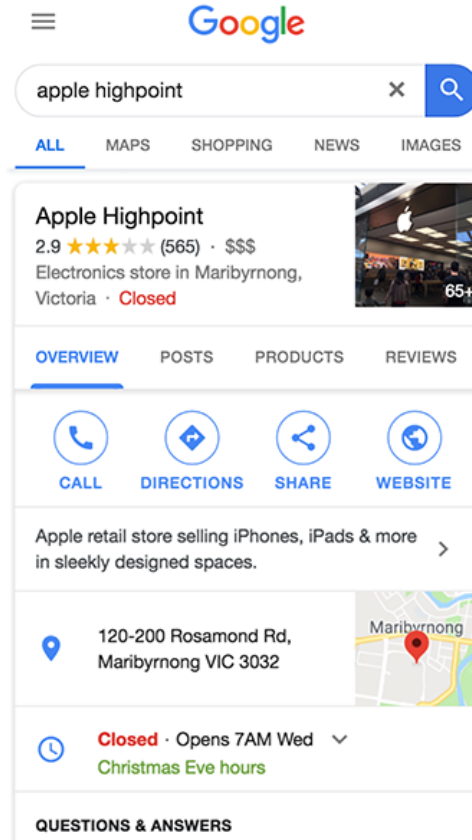 Google
apple highpoint
ALL MAPS SHOPPING NEWS IMAGES
Apple Highpoint
2.9 (565) · $$$
Electronics store in Maribyrnong,
Victoria · Closed
65+
OVERVIEW POSTS PRODUCTS REVIEWS
CALL DIRECTIONS SHARE WEBSITE
Apple retail store selling iPhones, iPads & more
in sleekly designed spaces.
120-200 Rosamond Rd,
Maribyrnong VIC 3032
Maribyrnong
Closed · Opens 7AM Wed
Christmas Eve hours
QUESTIONS & ANSWERS